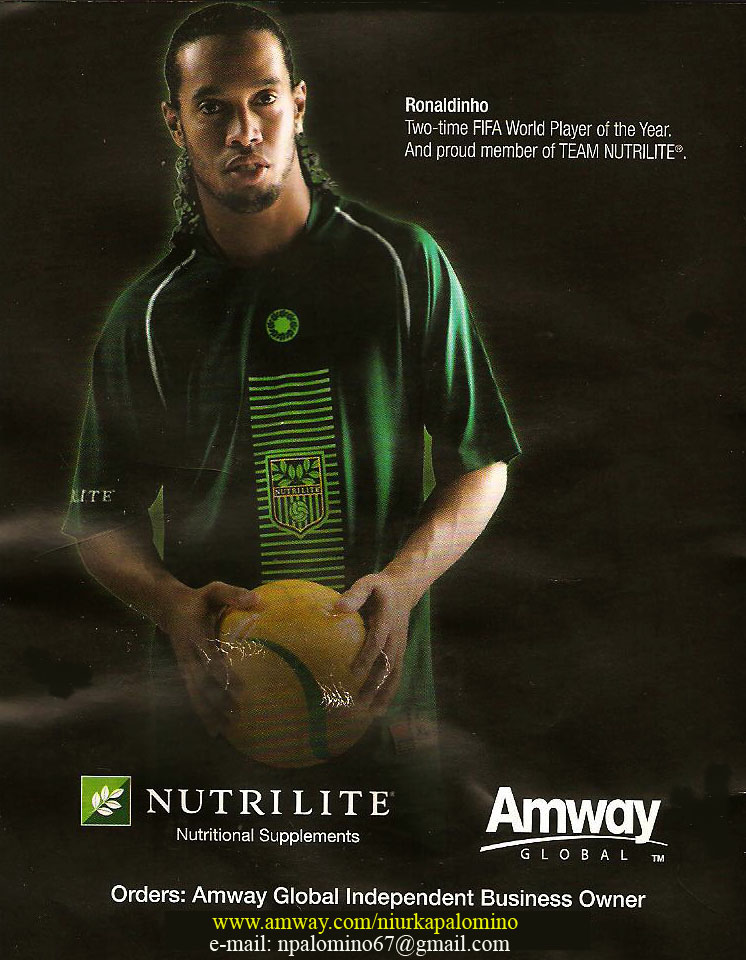 Ronaldinho
Two-time FIFA World Player of the Year.
And proud member of TEAM NUTRILITE®.
LITE
NUTRILITE
NUTRILITE®
Nutritional Supplements
Amway
GLOBAL TM
Orders: Amway Global Independent Business Owner
www.amway.com/niurkapalomino
e-mail: npalomino67@gmail.com